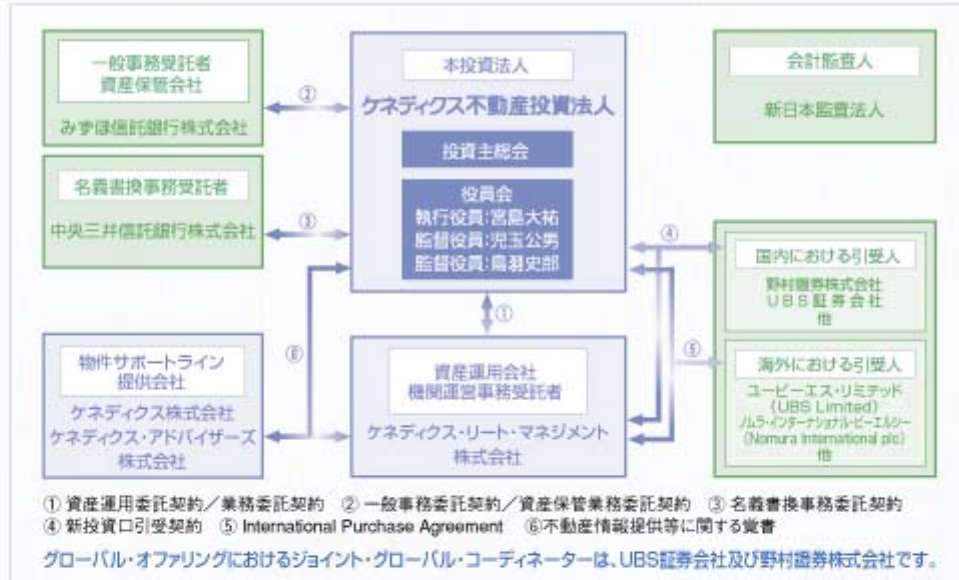 一般事務受託者
資産保管会社
みずほ信託銀行株式会社
②
名義書換事務受託者
中央三井信託銀行株式会社
③
本投資法人
ケネディクス不動産投資法人
投資主総会
役員会
執行役員:宮島大祐
監督役員:児玉公男
監督役員:鳥羽史郎
会計監査人
新日本監査法人
④
国内における引受人
野村證券株式会社
UBS証券会社
他
⑤
海外における引受人
ユービーエス・リミテッド
(UBS Limited)
ノムラ・インターナショナル・ピーエルシー
(Nomura International plc)
他
①
物件サポートライン
提供会社
ケネディクス株式会社
ケネディクス・アドバイザーズ
株式会社
⑥
資産運用会社
機関運営事務受託者
ケネディクス・リート・マネジメント
株式会社
① 資産運用委託契約/業務委託契約 ② 一般事務委託契約/資産保管業務委託契約 ③ 名義書換事務委託契約
④ 新投資口引受契約 ⑤ International Purchase Agreement ⑥不動産情報提供等に関する覚書
グローバル・オファリングにおけるジョイント・グローバル・コーディネーターは、UBS証券会社及び野村證券株式会社です。